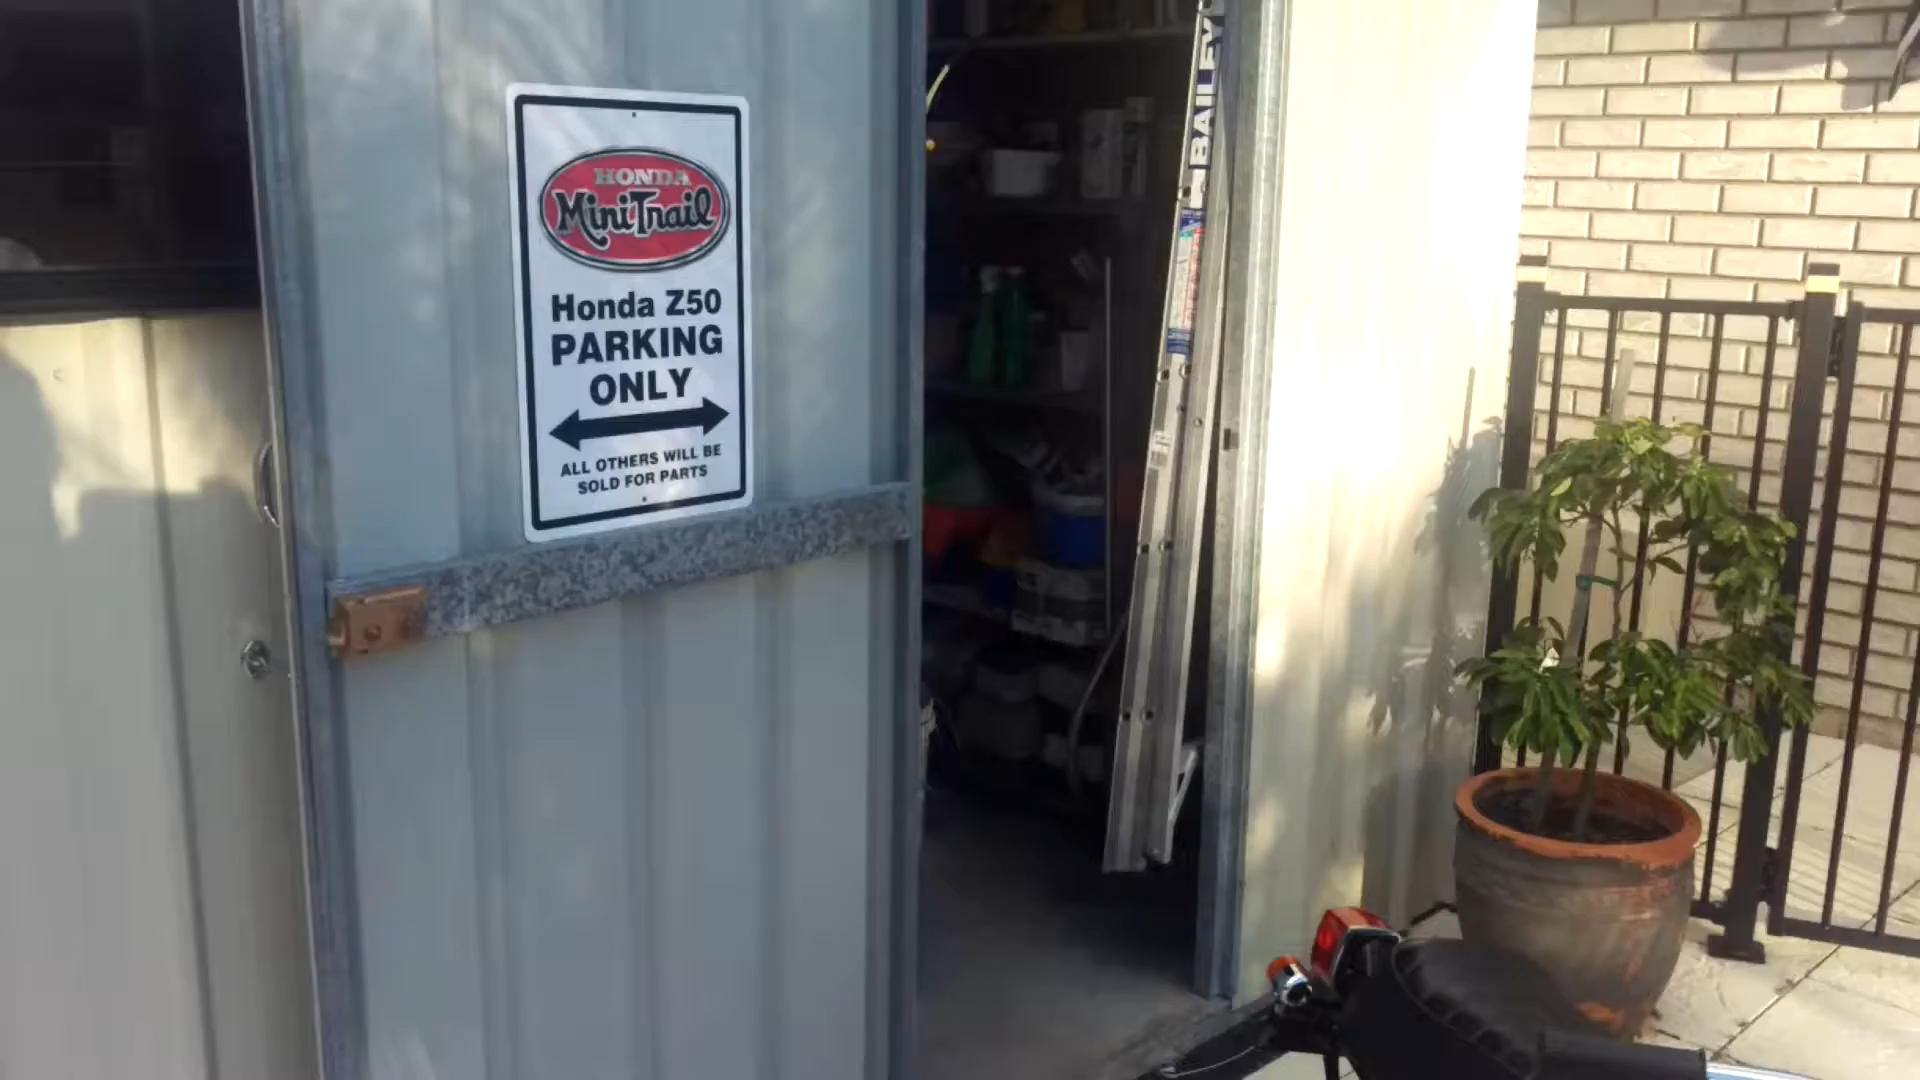 HONDA
MiniTrail
Honda Z50
PARKING
ONLY
ALL OTHERS WILL BE
SOLD FOR PARTS
BAILEY